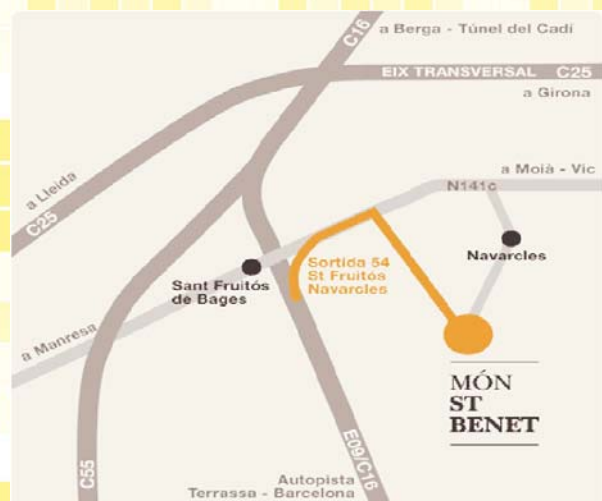 C16
a Berga - Túnel del Cadí
EIX TRANSVERSAL C25
a Girona
a Lleida
C25
a Moià - Vic
N141c
Navarcles
Sortida 54
St Fruitós
Navarcles
Sant Fruitós
de Bages
a Manresa
MÓN
ST
BENET
C55
E09/C16
Autopista
Terrassa - Barcelona